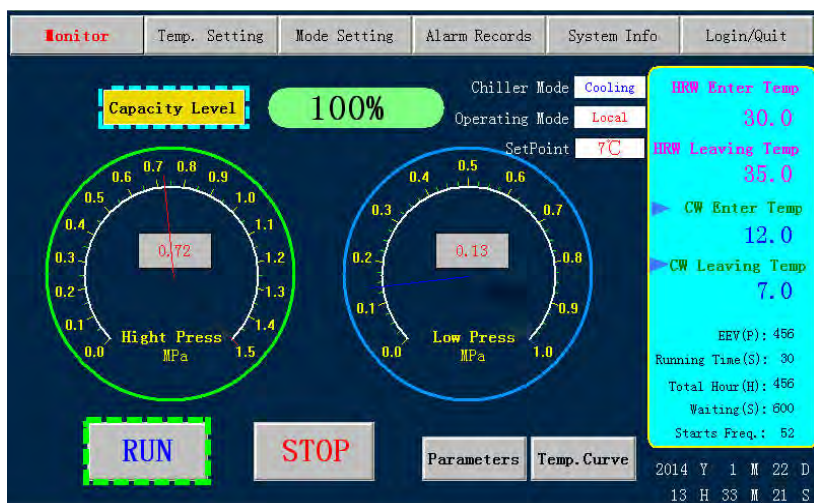 Monitor Temp. Setting Mode Setting Alarm Records System Info Login/Quit
Capacity Level
100%
Chiller Mode Cooling
Operating Mode Local
SetPoint 7℃
HRW Enter Temp
30.0
HRW Leaving Temp
35.0
CW Enter Temp
12.0
CW Leaving Temp
7.0
EEV(P): 456
Running Time(S): 30
Total Hour(H): 456
Waiting(S): 600
Starts Freq.: 52
0.0 0.1 0.2 0.3 0.4 0.5 0.6 0.7 0.8 0.9 1.0 1.1 1.2 1.3 1.4 1.5
0.72
Hight Press
MPa
0.0 0.1 0.2 0.3 0.4 0.5 0.6 0.7 0.8 0.9 1.0
0.13
Low Press
MPa
RUN STOP Parameters Temp.Curve
2014 Y 1 M 22 D
13 H 33 M 21 S